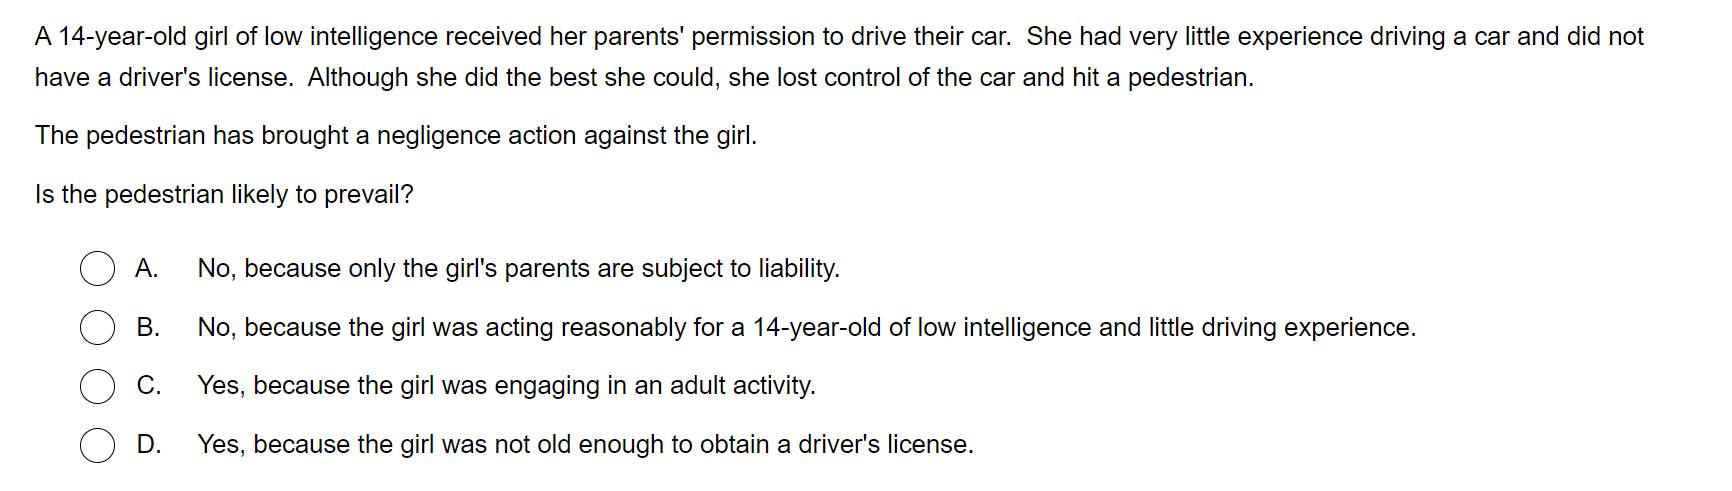 A 14-year-old girl of low intelligence received her parents' permission to drive their car.  She had very little experience driving a car and did not
have a driver's license.  Although she did the best she could, she lost control of the car and hit a pedestrian.
The pedestrian has brought a negligence action against the girl.
Is the pedestrian likely to prevail?
A. No, because only the girl's parents are subject to liability.
B. No, because the girl was acting reasonably for a 14-year-old of low intelligence and little driving experience.
C. Yes, because the girl was engaging in an adult activity.
D. Yes, because the girl was not old enough to obtain a driver's license.